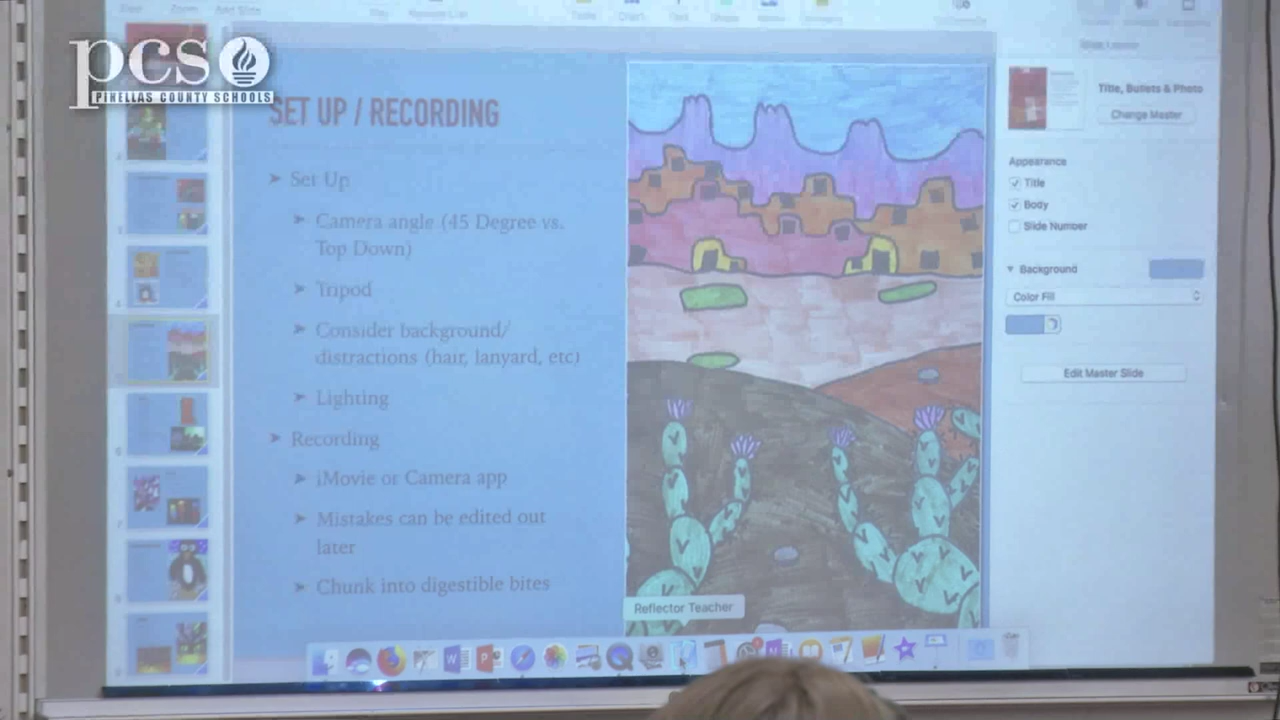 pcs
PINELLAS COUNTY SCHOOLS
Zoom Add Slide
SET UP / RECORDING
Set Up
Camera angle (45 Degree vs.
Top Down)
Tripod
Consider background/
distractions (hair, lanyard, etc)
Lighting
Recording
iMovie or Camera app
Mistakes can be edited out
later
Chunk into digestible bites
Reflector Teacher
Title, Bullets & Photo
Change Master
Appearance
Title
Body
Slide Number
Background
Color Fill
Edit Master Slide